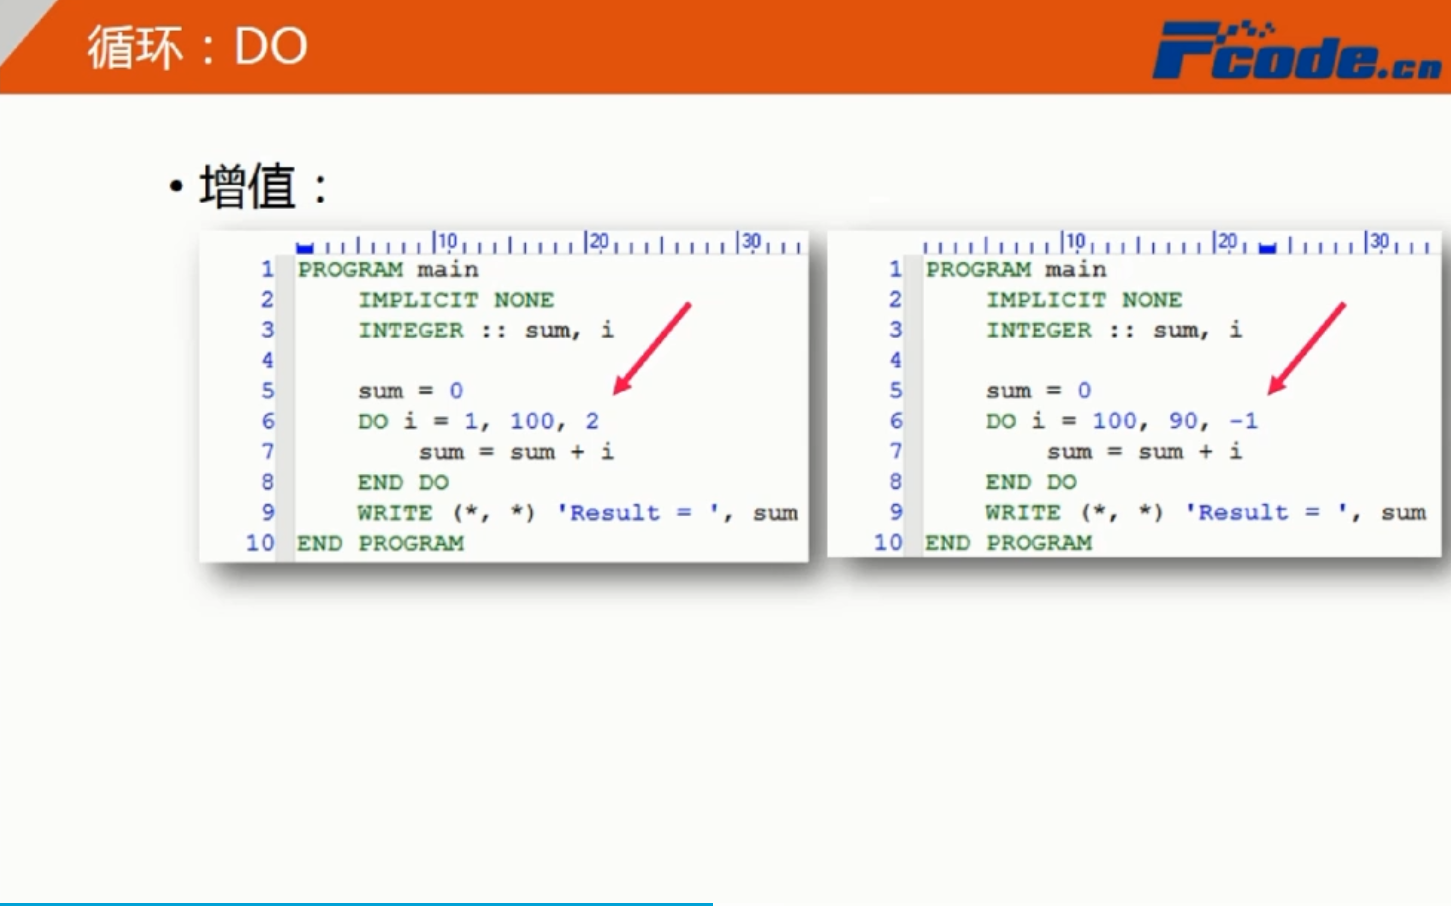 循环：DO
Fcode.cn
• 增值：
10 20 30
1 PROGRAM main
2 IMPLICIT NONE
3 INTEGER :: sum, i
4
5 sum = 0
6 DO i = 1, 100, 2
7 sum = sum + i
8 END DO
9 WRITE (*, *) 'Result = ', sum
10 END PROGRAM
10 20 30
1 PROGRAM main
2 IMPLICIT NONE
3 INTEGER :: sum, i
4
5 sum = 0
6 DO i = 100, 90, -1
7 sum = sum + i
8 END DO
9 WRITE (*, *) 'Result = ', sum
10 END PROGRAM